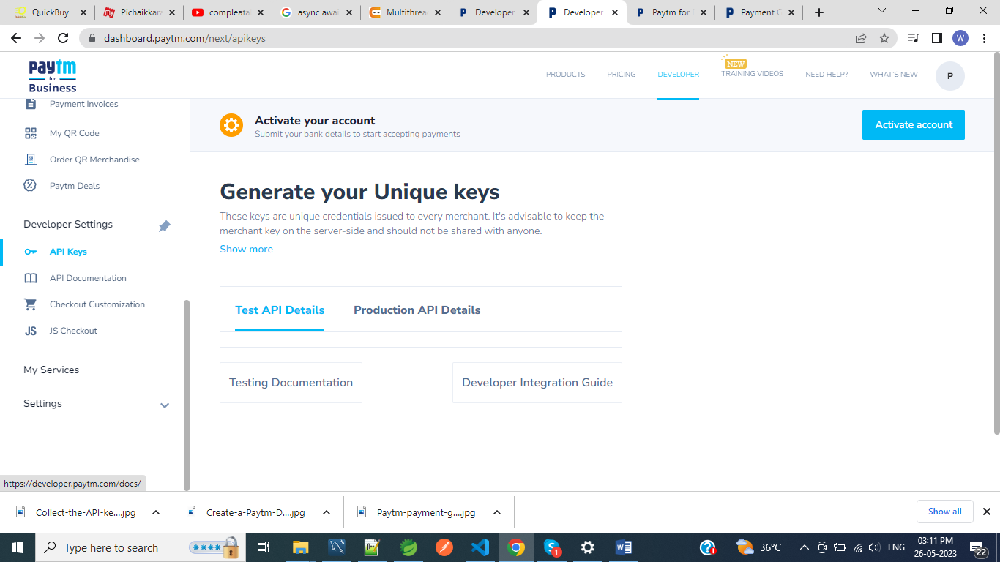 QuickBuy
Pichaikkara
compleata
async awai
Multithrea
Developer
Developer
Paytm for
Payment G
dashboard.paytm.com/next/apikeys
W
paytm
for
Business
PRODUCTS
PRICING
DEVELOPER
NEW
TRAINING VIDEOS
NEED HELP?
WHAT'S NEW
P
Payment Invoices
My QR Code
Order QR Merchandise
Paytm Deals
Developer Settings
API Keys
API Documentation
Checkout Customization
JS JS Checkout
My Services
Settings
https://developer.paytm.com/docs/
Activate your account
Submit your bank details to start accepting payments
Activate account
Generate your Unique keys
These keys are unique credentials issued to every merchant. It's advisable to keep the
merchant key on the server-side and should not be shared with anyone.
Show more
Test API Details
Production API Details
Testing Documentation
Developer Integration Guide
Collect-the-API-ke....jpg
Create-a-Paytm-D....jpg
Paytm-payment-g....jpg
Show all
Type here to search
1
36°C
ENG
03:11 PM
26-05-2023
22